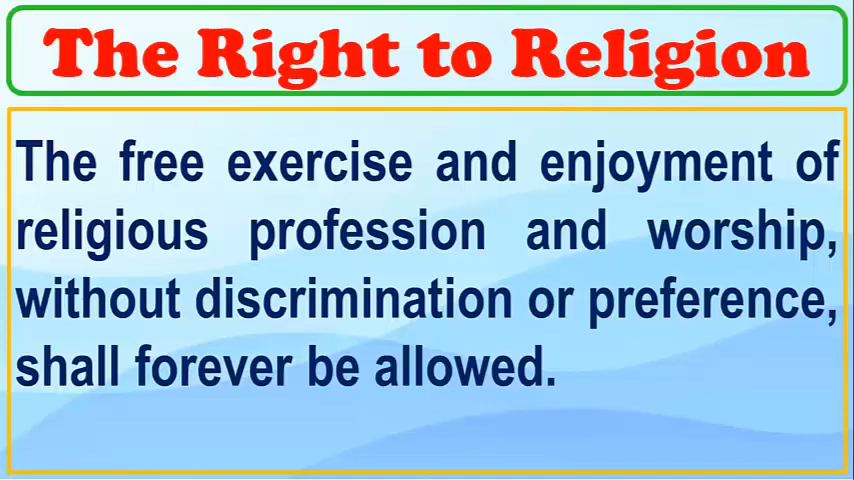 The Right to Religion
The free exercise and enjoyment of
religious profession and worship,
without discrimination or preference,
shall forever be allowed.